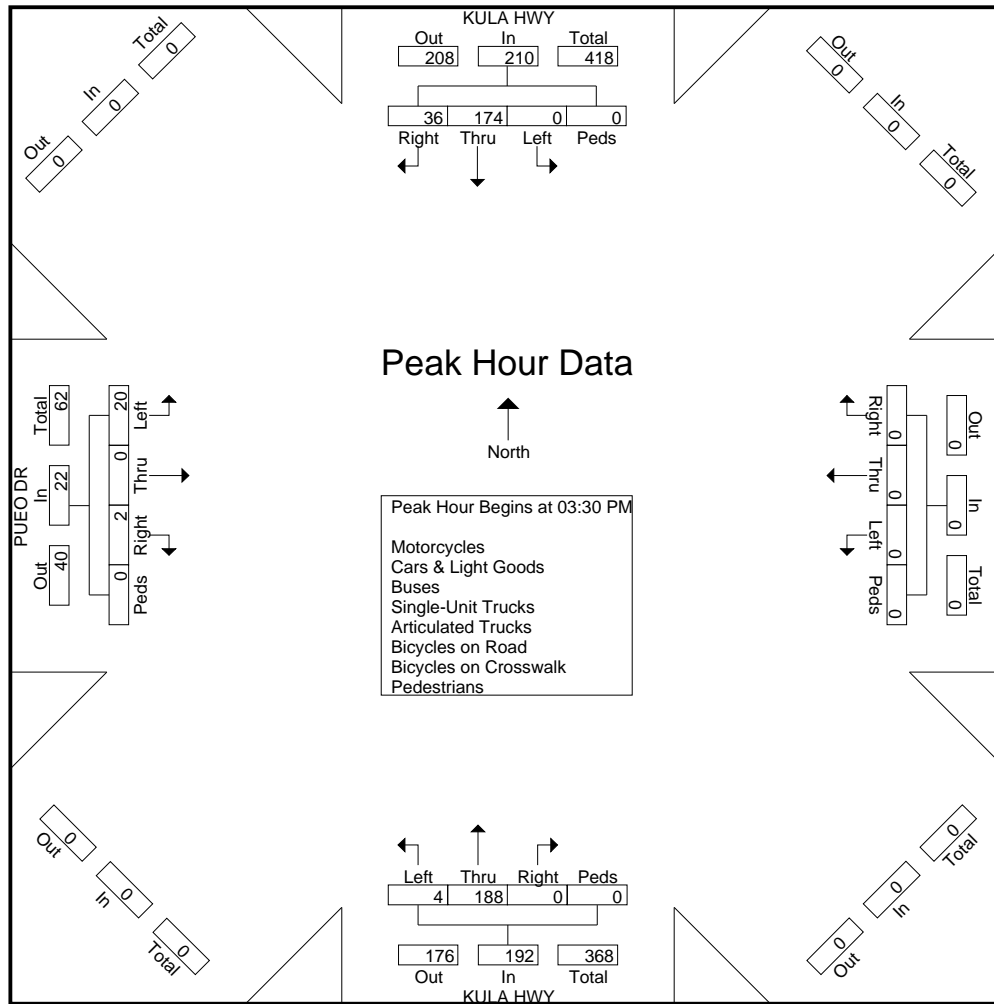 KULA HWY
Out In Total
208 210 418
36 174 0 0
Right Thru Left Peds
Total
0
In
0
Out
0
Out
0
In
0
Total
0
Peak Hour Data
North
Peak Hour Begins at 03:30 PM
Motorcycles
Cars & Light Goods
Buses
Single-Unit Trucks
Articulated Trucks
Bicycles on Road
Bicycles on Crosswalk
Pedestrians
PUEO DR
Out In Total
40 22 62
0 2 0 20
Peds Right Thru Left
Out In Total
0 0 0
0 0 0 0
Right Thru Left Peds
Out
0
In
0
Total
0
Total
0
In
0
Out
0
Left Thru Right Peds
4 188 0 0
176 192 368
Out In Total
KULA HWY